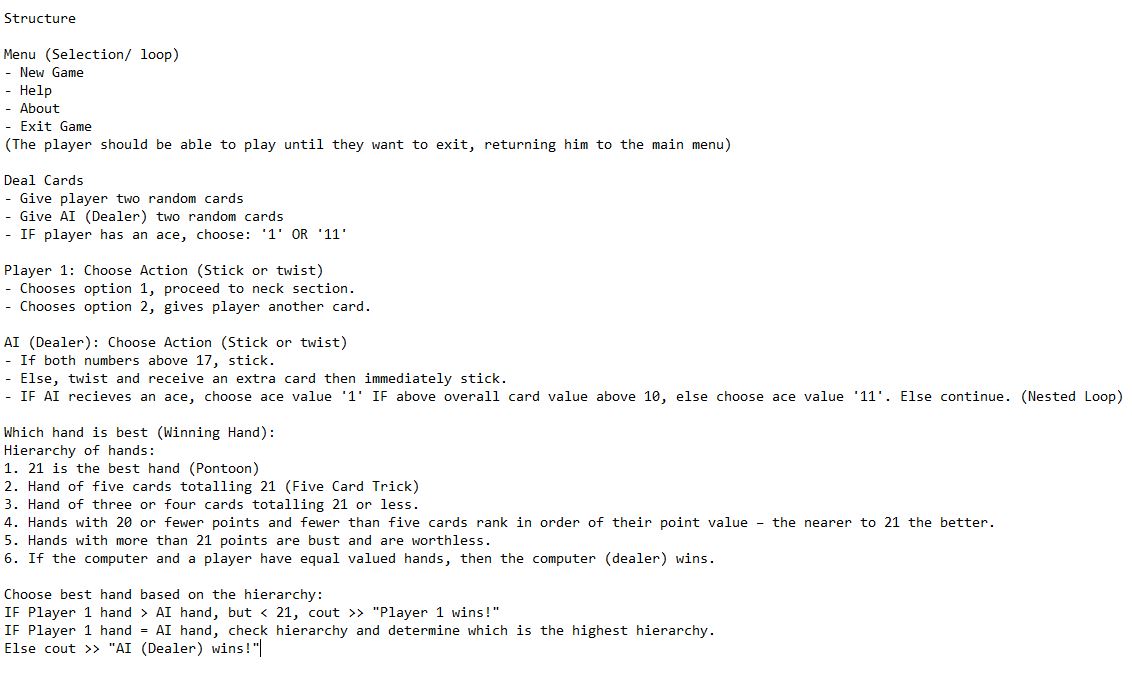 Structure
Menu (Selection/ loop)
- New Game
- Help
- About
- Exit Game
(The player should be able to play until they want to exit, returning him to the main menu)
Deal Cards
- Give player two random cards
- Give AI (Dealer) two random cards
- IF player has an ace, choose: '1' OR '11'
Player 1: Choose Action (Stick or twist)
- Chooses option 1, proceed to neck section.
- Chooses option 2, gives player another card.
AI (Dealer): Choose Action (Stick or twist)
- If both numbers above 17, stick.
- Else, twist and receive an extra card then immediately stick.
- IF AI recieves an ace, choose ace value '1' IF above overall card value above 10, else choose ace value '11'. Else continue. (Nested Loop)
Which hand is best (Winning Hand):
Hierarchy of hands:
1. 21 is the best hand (Pontoon)
2. Hand of five cards totalling 21 (Five Card Trick)
3. Hand of three or four cards totalling 21 or less.
4. Hands with 20 or fewer points and fewer than five cards rank in order of their point value – the nearer to 21 the better.
5. Hands with more than 21 points are bust and are worthless.
6. If the computer and a player have equal valued hands, then the computer (dealer) wins.
Choose best hand based on the hierarchy:
IF Player 1 hand > AI hand, but < 21, cout >> "Player 1 wins!"
IF Player 1 hand = AI hand, check hierarchy and determine which is the highest hierarchy.
Else cout >> "AI (Dealer) wins!"